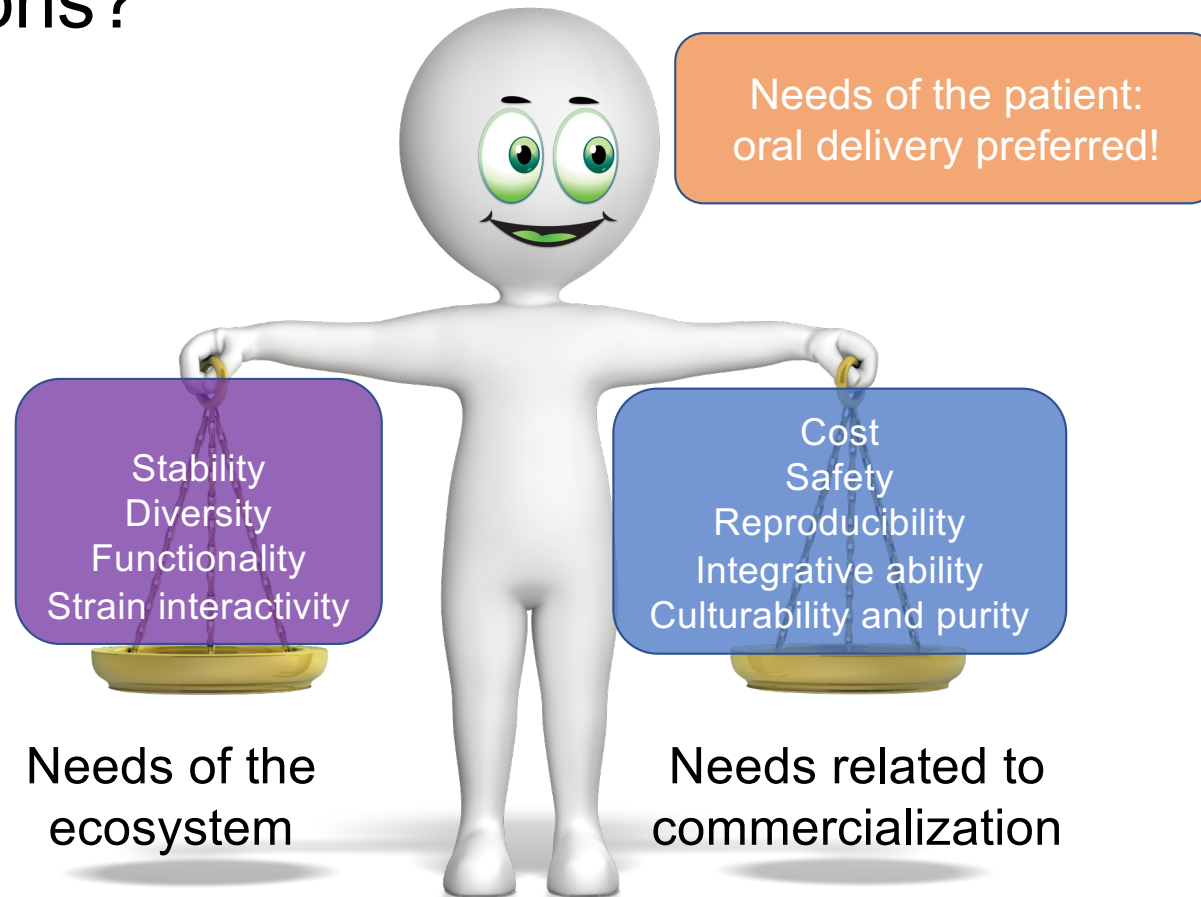 ons?
Needs of the patient:
oral delivery preferred!
Stability
Diversity
Functionality
Strain interactivity
Cost
Safety
Reproducibility
Integrative ability
Culturability and purity
Needs of the
ecosystem
Needs related to
commercialization